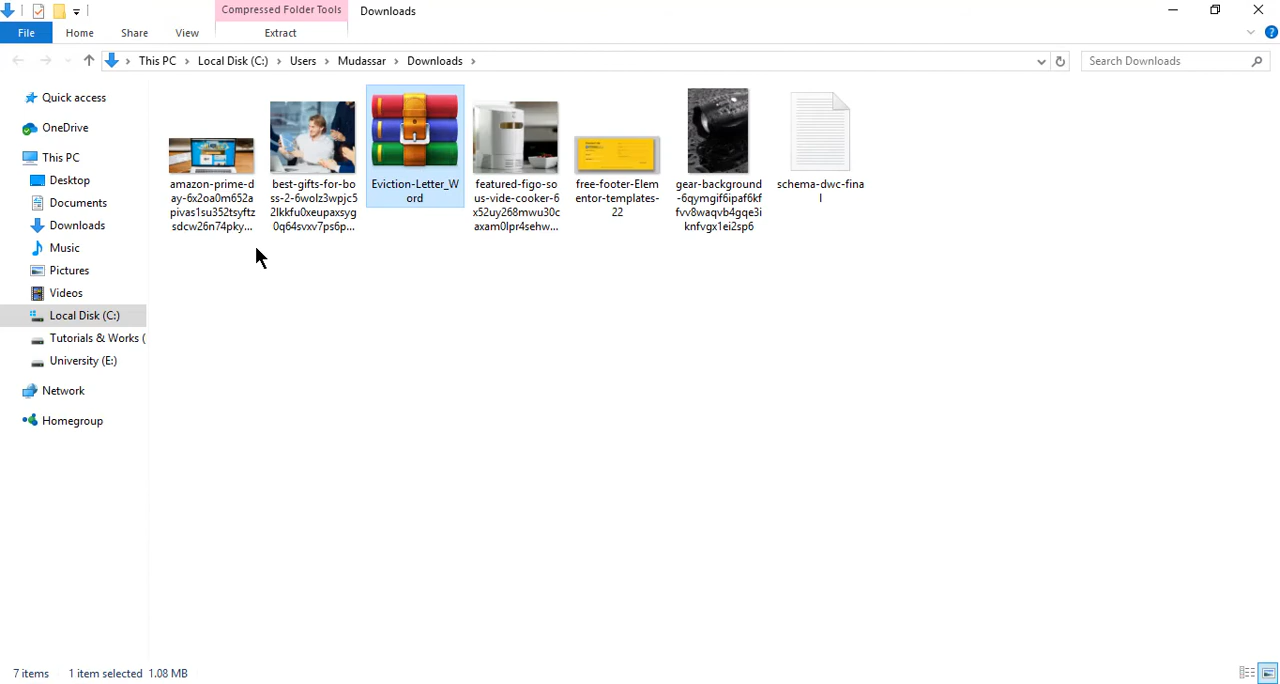 Compressed Folder Tools
Downloads
File
Home
Share
View
Extract
This PC
Local Disk (C:)
Users
Mudassar
Downloads
Search Downloads
Quick access
OneDrive
This PC
Desktop
Documents
Downloads
Music
Pictures
Videos
Local Disk (C:)
Tutorials & Works (
University (E:)
Network
Homegroup
amazon-prime-d
ay-6x2oa0m652a
pivas1su352tsyftz
sdcw26n74pky...
best-gifts-for-bo
ss-2-6wolz3wpjc5
2lkkfu0xeupaxsyg
0q64svxv7ps6p...
Eviction-Letter_W
ord
featured-figo-so
us-vide-cooker-6
x52uy268mwu30c
axam0lpr4sehw...
free-footer-Elem
entor-templates-
22
gear-background
-6qymgif6ipaf6kf
fvv8waqvb4gqe3i
knfvgx1ei2sp6
schema-dwc-fina
l
7 items
1 item selected 1.08 MB